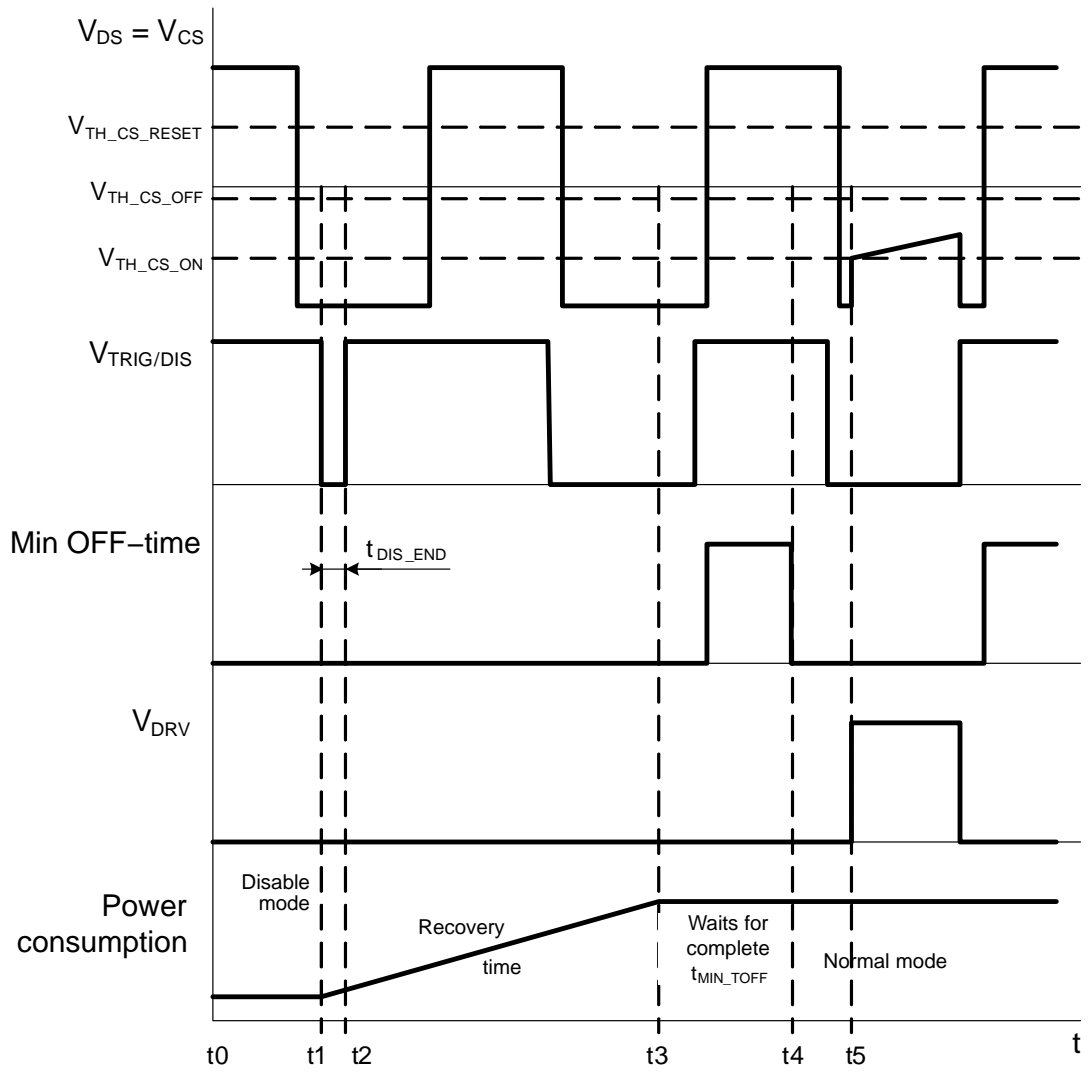 VDS = VCS
VTH_CS_RESET
VTH_CS_OFF
VTH_CS_ON
VTRIG/DIS
Min OFF−time
tDIS_END
VDRV
Power
consumption
Disable
mode
Recovery
time
Waits for
complete
tMIN_TOFF
Normal mode
t0
t1
t2
t3
t4
t5
t